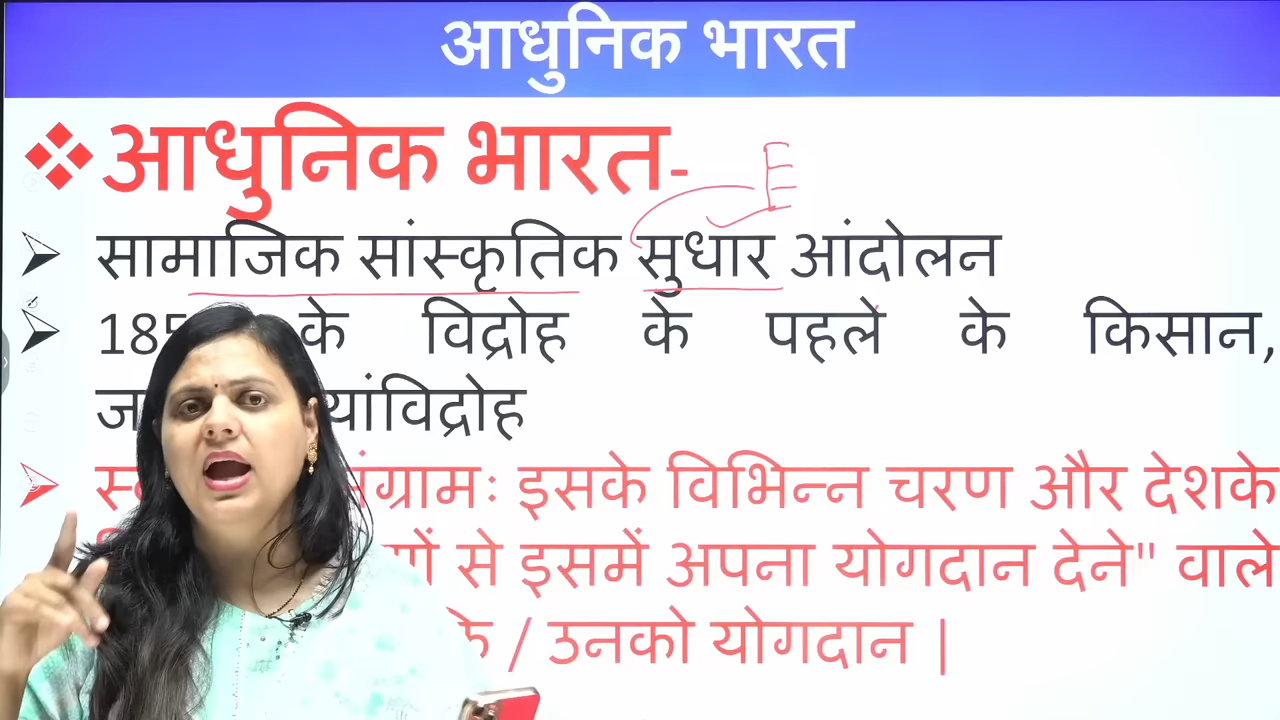 आधुनिक भारत
आधुनिक भारत-
E
सामाजिक सांस्कृतिक सुधार आंदोलन
के विद्रोह के पहले के किसान,
स्व संग्रामः इसके विभिन्न चरण और देशके
से इसमें अपना योगदान देने" वाले
/ उनको योगदान |